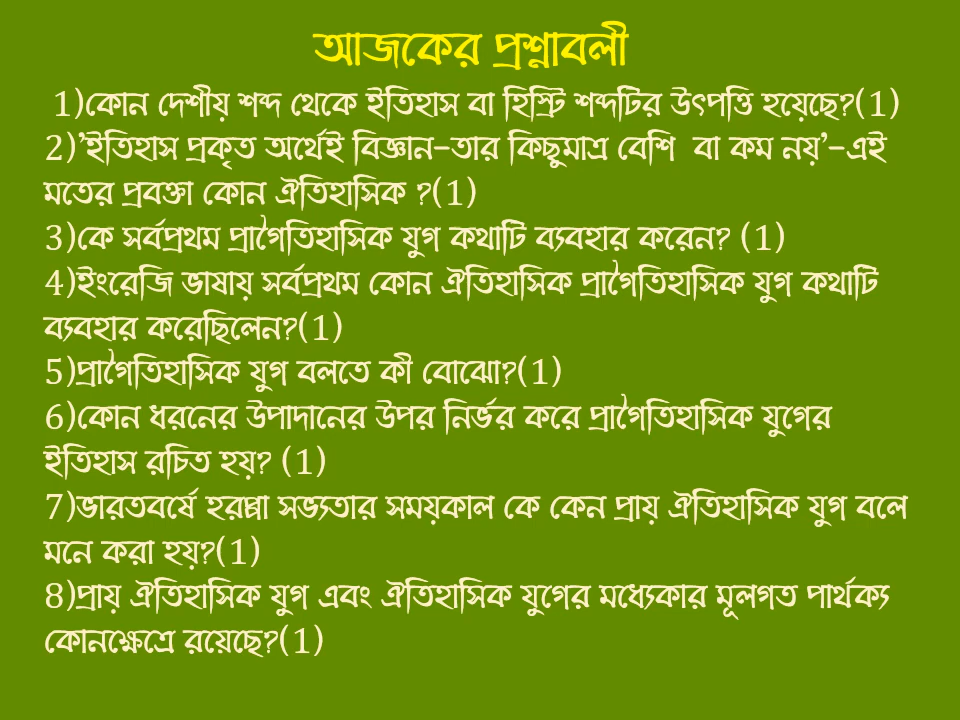 আজকের প্রশ্নাবলী
1)কোন দেশীয় শব্দ থেকে ইতিহাস বা হিস্ট্রি শব্দটির উৎপত্তি হয়েছে?(1)
2)’ইতিহাস প্রকৃত অর্থেই বিজ্ঞান–তার কিছুমাত্র বেশি বা কম নয়’–এই
মতের প্রবক্তা কোন ঐতিহাসিক ?(1)
3)কে সর্বপ্রথম প্রাগৈতিহাসিক যুগ কথাটি ব্যবহার করেন? (1)
4)ইংরেজি ভাষায় সর্বপ্রথম কোন ঐতিহাসিক প্রাগৈতিহাসিক যুগ কথাটি
ব্যবহার করেছিলেন?(1)
5)প্রাগৈতিহাসিক যুগ বলতে কী বোঝো?(1)
6)কোন ধরনের উপাদানের উপর নির্ভর করে প্রাগৈতিহাসিক যুগের
ইতিহাস রচিত হয়? (1)
7)ভারতবর্ষে হরপ্পা সভ্যতার সময়কাল কে কেন প্রায় ঐতিহাসিক যুগ বলে
মনে করা হয়?(1)
8)প্রায় ঐতিহাসিক যুগ এবং ঐতিহাসিক যুগের মধ্যেকার মূলগত পার্থক্য
কোনক্ষেত্রে রয়েছে?(1)